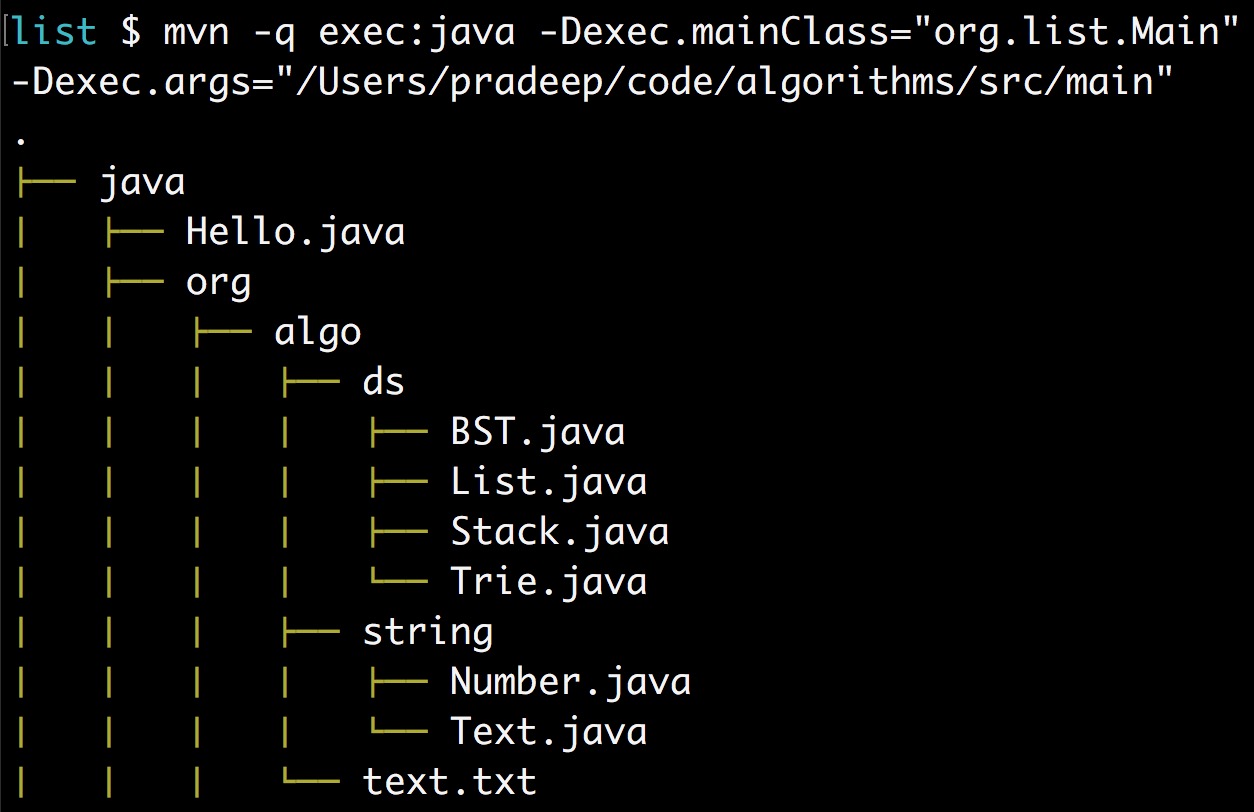 list $ mvn -q exec:java -Dexec.mainClass="org.list.Main"
-Dexec.args="/Users/pradeep/code/algorithms/src/main"
.
├── java
│   ├── Hello.java
│   ├── org
│   │   ├── algo
│   │   │   ├── ds
│   │   │   │   ├── BST.java
│   │   │   │   ├── List.java
│   │   │   │   ├── Stack.java
│   │   │   │   └── Trie.java
│   │   │   ├── string
│   │   │   │   ├── Number.java
│   │   │   │   └── Text.java
│   │   │   └── text.txt